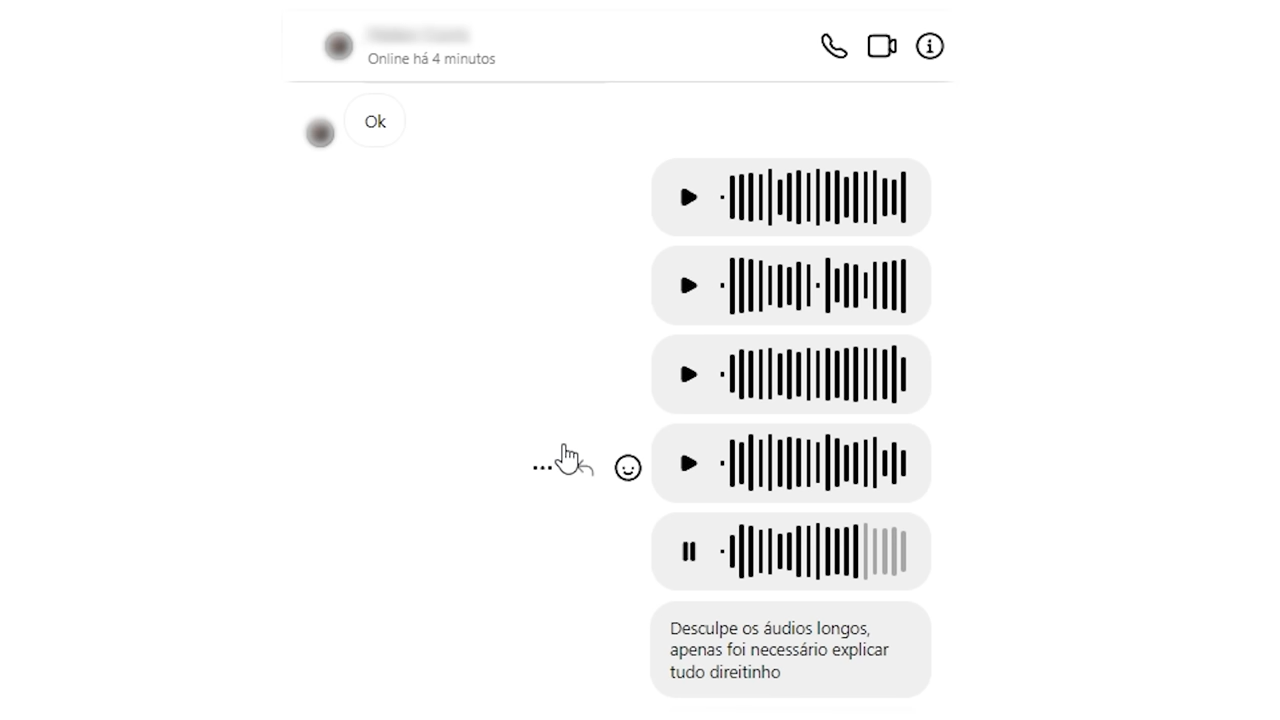 Online há 4 minutos
Ok
Desculpe os áudios longos,
apenas foi necessário explicar
tudo direitinho